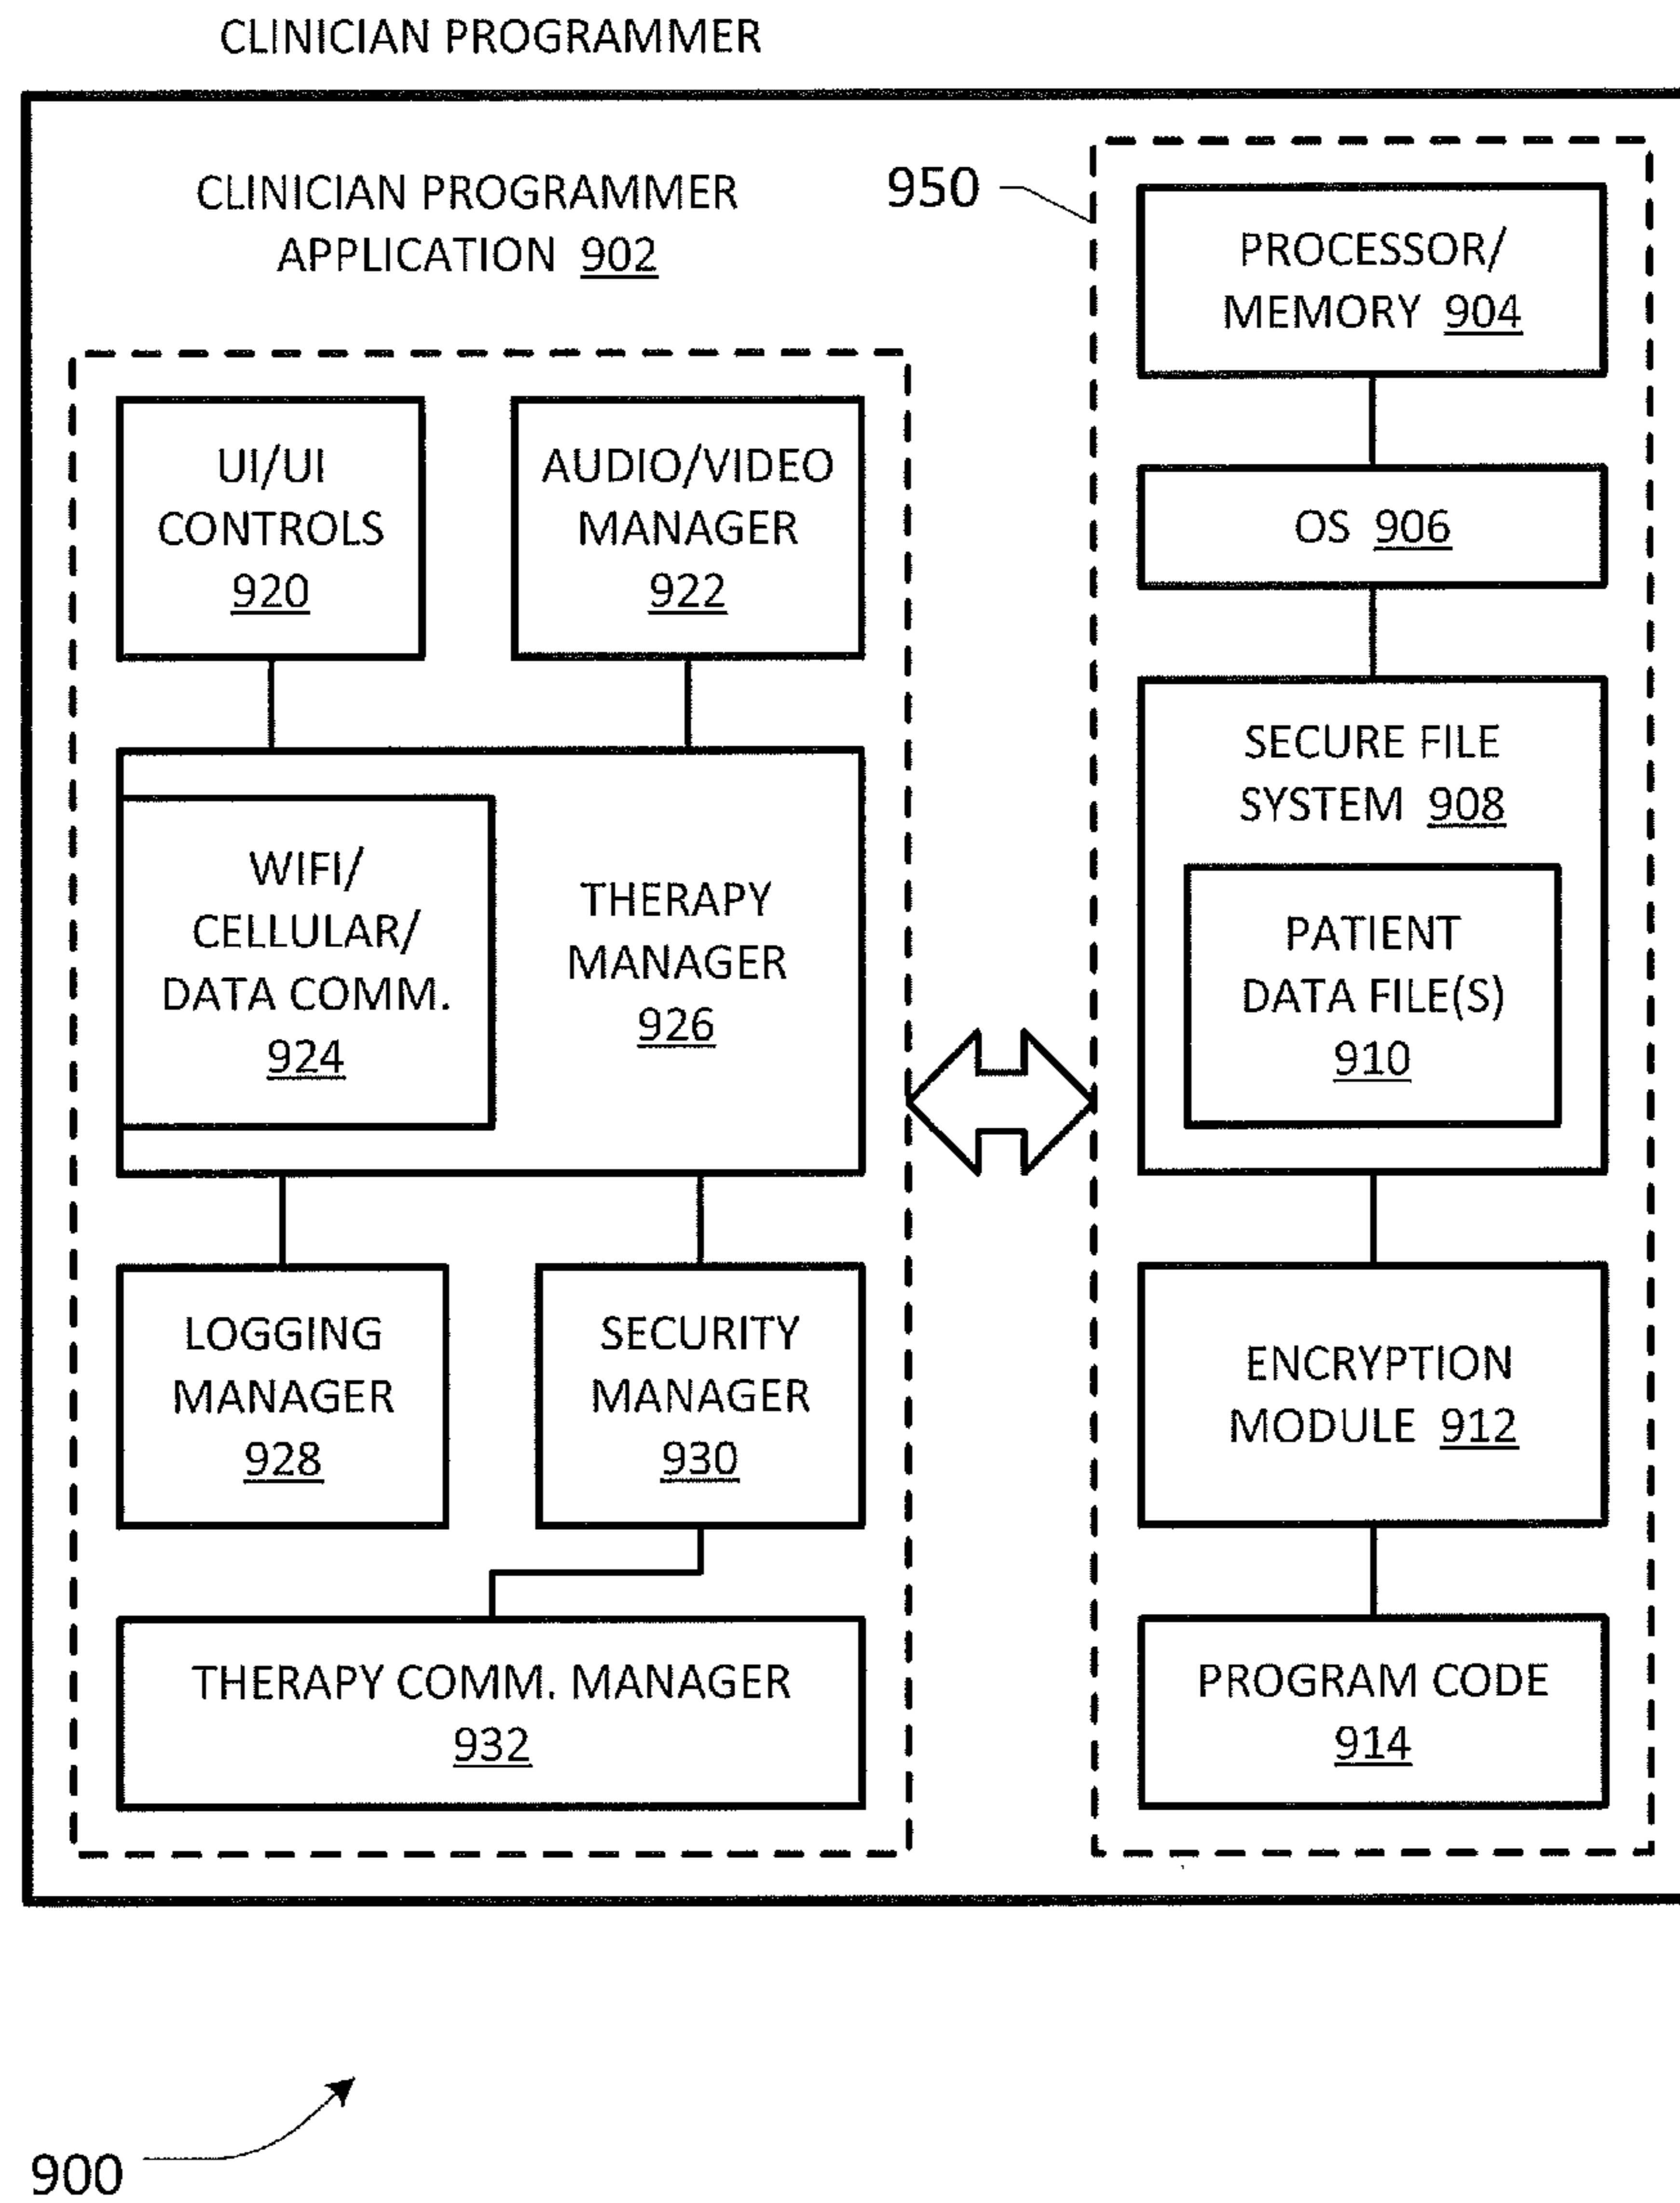 CLINICIAN PROGRAMMER
CLINICIAN PROGRAMMER
APPLICATION 902
950
PROCESSOR/
MEMORY 904
OS 906
SECURE FILE
SYSTEM 908
PATIENT
DATA FILE(S)
910
ENCRYPTION
MODULE 912
PROGRAM CODE
914
UI/UI
CONTROLS
920
AUDIO/VIDEO
MANAGER
922
WIFI/
CELLULAR/
DATA COMM.
924
THERAPY
MANAGER
926
LOGGING
MANAGER
928
SECURITY
MANAGER
930
THERAPY COMM. MANAGER
932
900